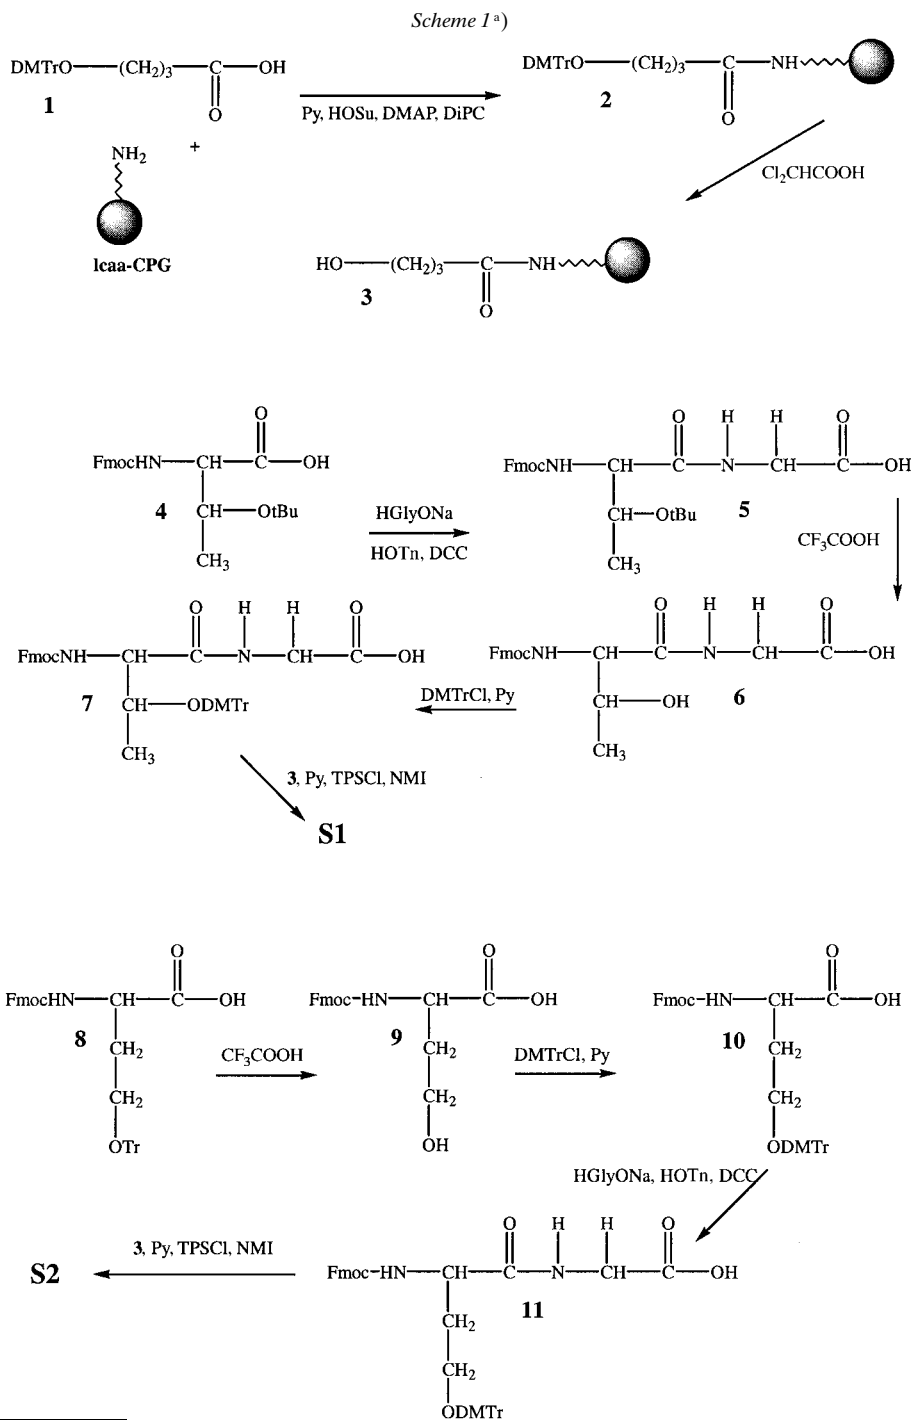 Scheme 1ᵃ)
DMTrO—(CH₂)₃—C—OH
O
1
+
NH₂
lcaa-CPG
Py, HOSu, DMAP, DiPC
DMTrO—(CH₂)₃—C—NH
O
2
Cl₂CHCOOH
HO—(CH₂)₃—C—NH
O
3
O
FmocHN—CH—C—OH
4
CH—OtBu
CH₃
HGlyONa
HOTn, DCC
O H H O
FmocNH—CH—C—N—CH—C—OH
5
CH—OtBu
CH₃
CF₃COOH
O H H O
FmocNH—CH—C—N—CH—C—OH
6
CH—OH
CH₃
DMTrCl, Py
O H H O
FmocNH—CH—C—N—CH—C—OH
7
CH—ODMTr
CH₃
3, Py, TPSCl, NMI
S1
O
FmocHN—CH—C—OH
8
CH₂
CH₂
OTr
CF₃COOH
O
Fmoc-HN—CH—C—OH
9
CH₂
CH₂
OH
DMTrCl, Py
O
Fmoc-HN—CH—C—OH
10
CH₂
CH₂
ODMTr
HGlyONa, HOTn, DCC
O H H O
Fmoc-HN—CH—C—N—CH—C—OH
11
CH₂
CH₂
ODMTr
3, Py, TPSCl, NMI
S2